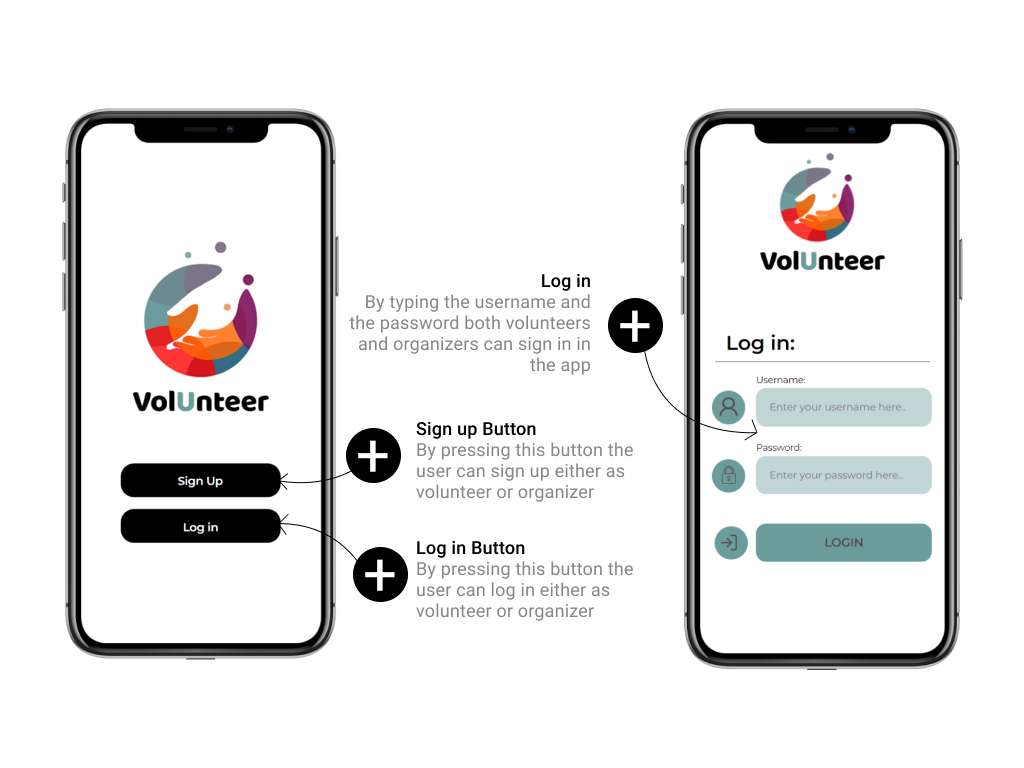 VolUnteer
Sign Up
Log in
Log in
By typing the username and
the password both volunteers
and organizers can sign in in
the app
Sign up Button
By pressing this button the
user can sign up either as
volunteer or organizer
Log in Button
By pressing this button the
user can log in either as
volunteer or organizer
VolUnteer
Log in:
Username:
Enter your username here..
Password:
Enter your password here..
LOGIN